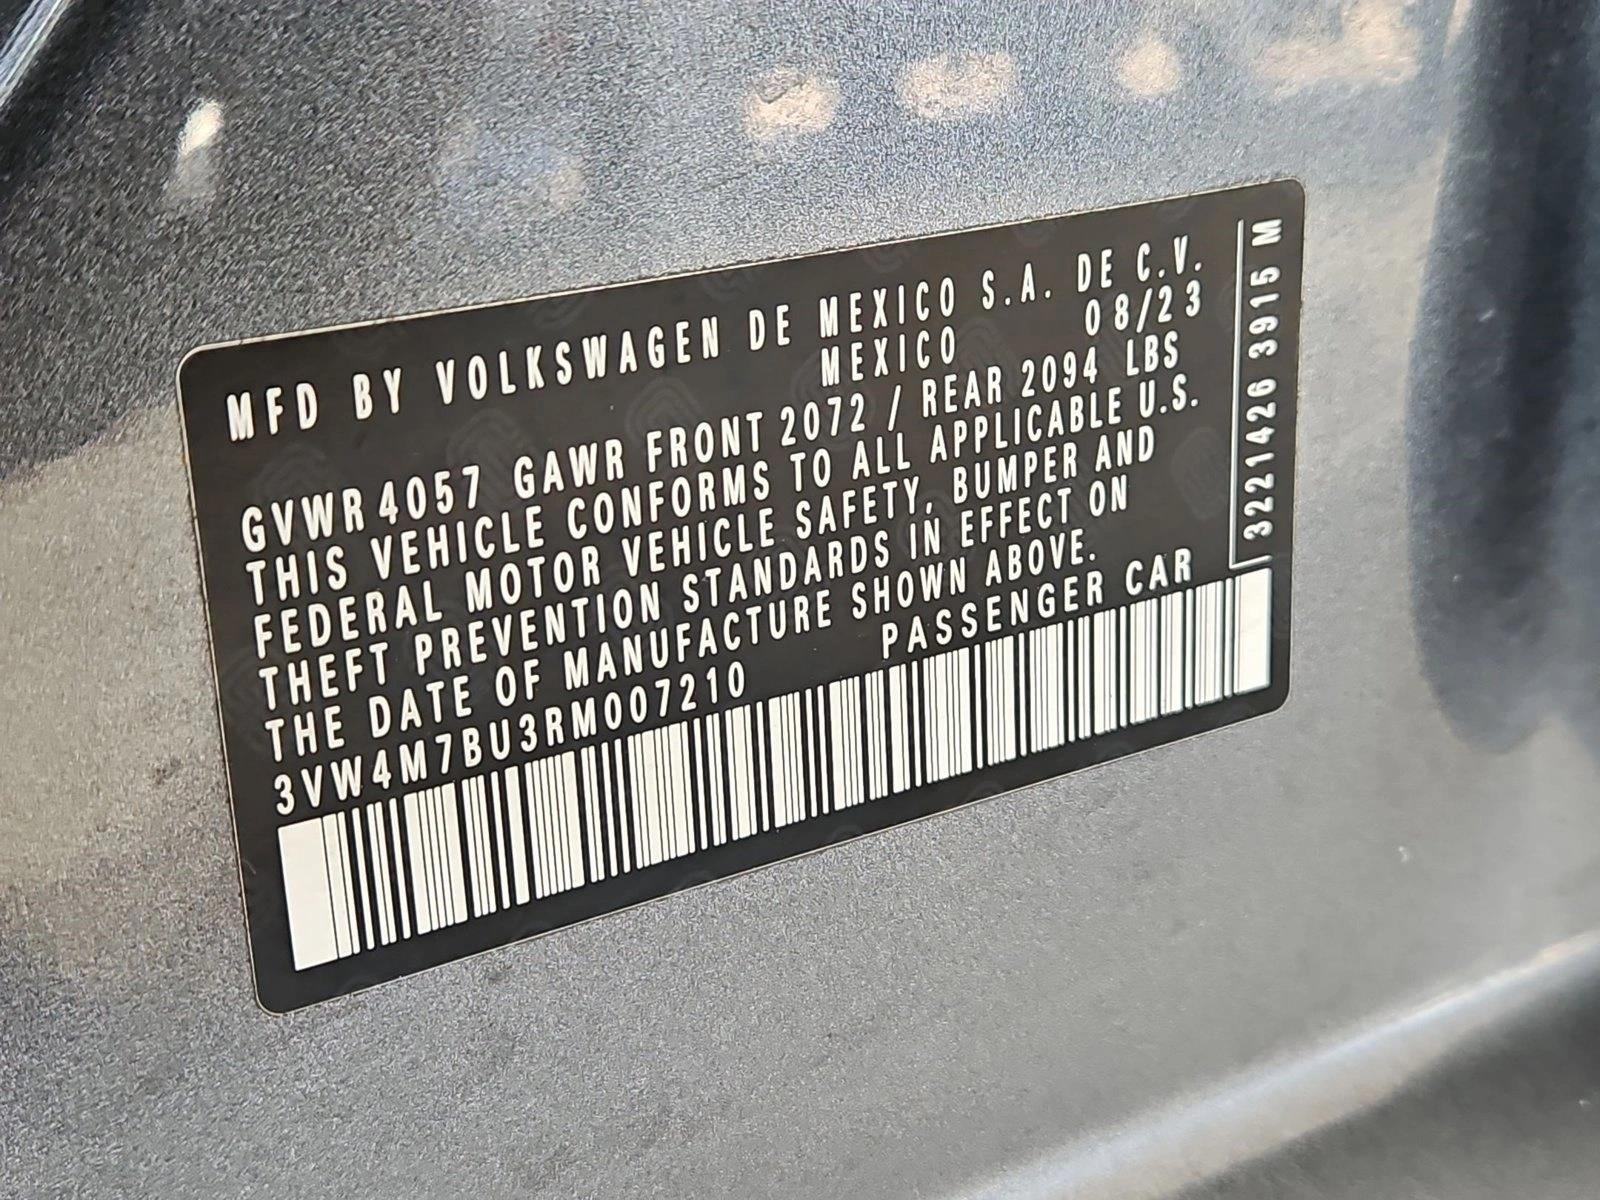 MFD BY VOLKSWAGEN DE MEXICO S.A. DE C.V.
MEXICO 08/23
GVWR 4057 GAWR FRONT 2072 / REAR 2094 LBS
THIS VEHICLE CONFORMS TO ALL APPLICABLE U.S.
FEDERAL MOTOR VEHICLE SAFETY, BUMPER AND
THEFT PREVENTION STANDARDS IN EFFECT ON
THE DATE OF MANUFACTURE SHOWN ABOVE.
3VW4M7BU3RM007210 PASSENGER CAR
3221426 3915 M